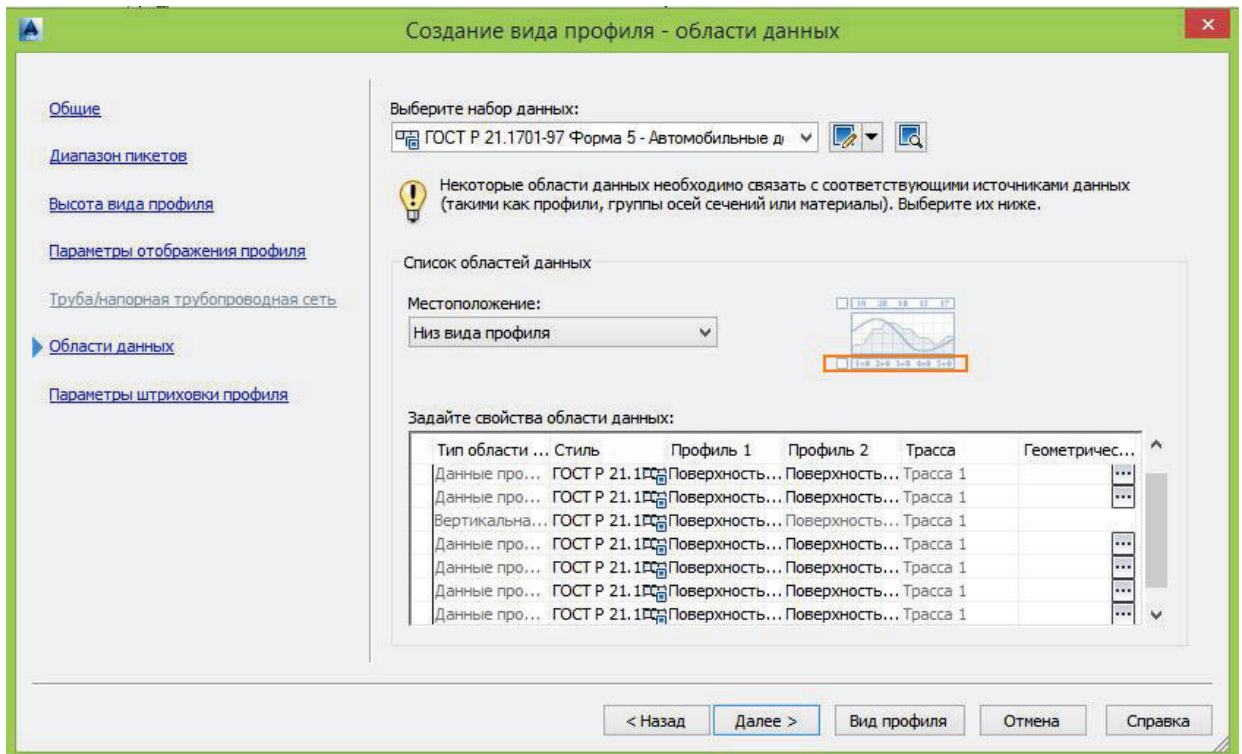 Создание вида профиля - области данных
Общие
Диапазон пикетов
Высота вида профиля
Параметры отображения профиля
Труба/напорная трубопроводная сеть
Области данных
Параметры штриховки профиля
Выберите набор данных:
ГОСТ Р 21.1701-97 Форма 5 - Автомобильные д
Некоторые области данных необходимо связать с соответствующими источниками данных
(такими как профили, группы осей сечений или материалы). Выберите их ниже.
Список областей данных
Местоположение:
Низ вида профиля
Задайте свойства области данных:
Тип области ... Стиль Профиль 1 Профиль 2 Трасса Геометричес...
Данные про... ГОСТ Р 21.1 Поверхность... Поверхность... Трасса 1 ...
Данные про... ГОСТ Р 21.1 Поверхность... Поверхность... Трасса 1 ...
Вертикальна... ГОСТ Р 21.1 Поверхность... Поверхность... Трасса 1
Данные про... ГОСТ Р 21.1 Поверхность... Поверхность... Трасса 1 ...
Данные про... ГОСТ Р 21.1 Поверхность... Поверхность... Трасса 1 ...
Данные про... ГОСТ Р 21.1 Поверхность... Поверхность... Трасса 1 ...
Данные про... ГОСТ Р 21.1 Поверхность... Поверхность... Трасса 1 ...
< Назад Далее > Вид профиля Отмена Справка